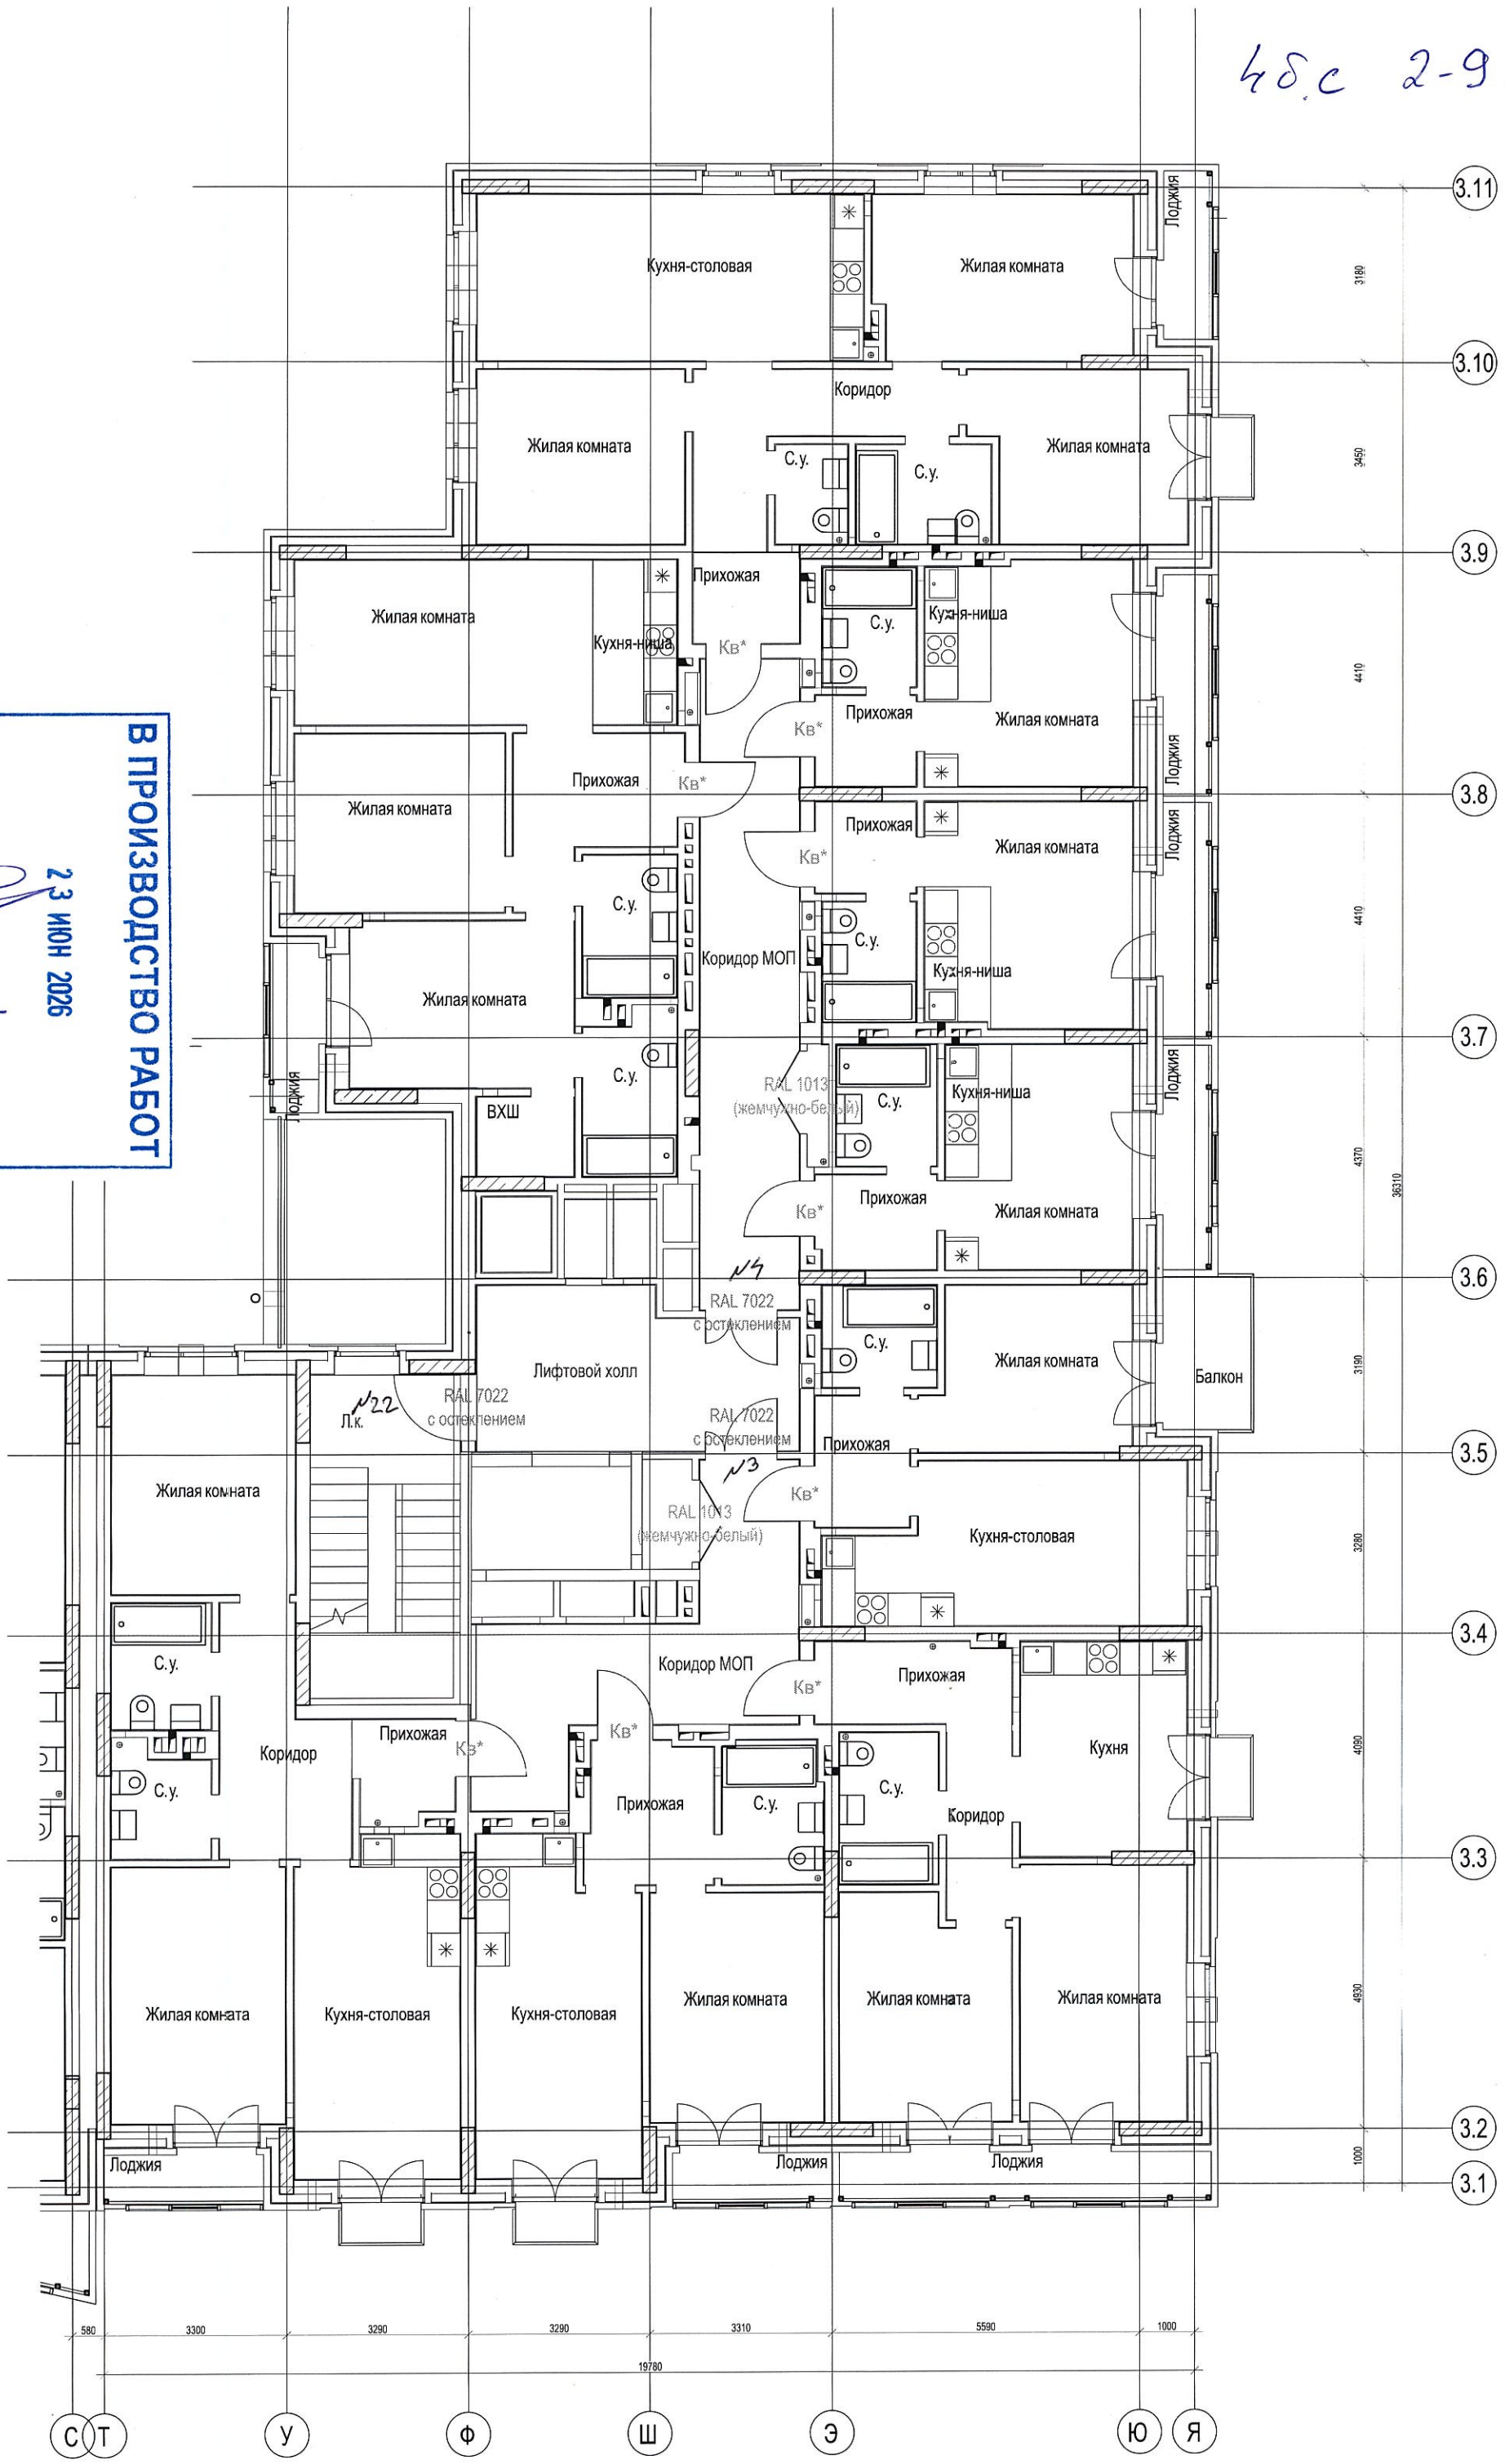 4 б.с 2-9
3.11
Лоджия
Кухня-столовая
Жилая комната
3180
3.10
Коридор
Жилая комната
С.у.
С.у.
Жилая комната
3450
3.9
Прихожая
Жилая комната
Кухня-ниша
Кв*
С.у.
Кухня-ниша
4410
Прихожая
Жилая комната
Кв*
Лоджия
Прихожая
Кв*
3.8
Жилая комната
Прихожая
Жилая комната
Лоджия
Кв*
С.у.
С.у.
4410
Коридор МОП
Кухня-ниша
Жилая комната
В ПРОИЗВОДСТВО РАБОТ
23 ИЮН 2026
3.7
Лоджия
С.у.
RAL 1013
(жемчужно-белый)
С.у.
Кухня-ниша
Лоджия
ВХШ
4370
36310
Прихожая
Кв*
Жилая комната
3.6
№4
RAL 7022
с остеклением
С.у.
Жилая комната
3190
Лифтовой холл
Балкон
№22
Л.к.
RAL 7022
с остеклением
RAL 7022
с остеклением
Прихожая
3.5
№3
Жилая комната
Кв*
RAL 1013
(жемчужно-белый)
Кухня-столовая
3280
3.4
С.у.
Коридор МОП
Прихожая
Кв*
Прихожая
Кв*
Кв*
Коридор
Кухня
4090
С.у.
Прихожая
С.у.
С.у.
Коридор
3.3
Жилая комната
Кухня-столовая
Кухня-столовая
Жилая комната
Жилая комната
Жилая комната
4930
3.2
Лоджия
Лоджия
Лоджия
1000
3.1
580
3300
3290
3290
3310
5590
1000
19780
С
Т
У
Ф
Ш
Э
Ю
Я